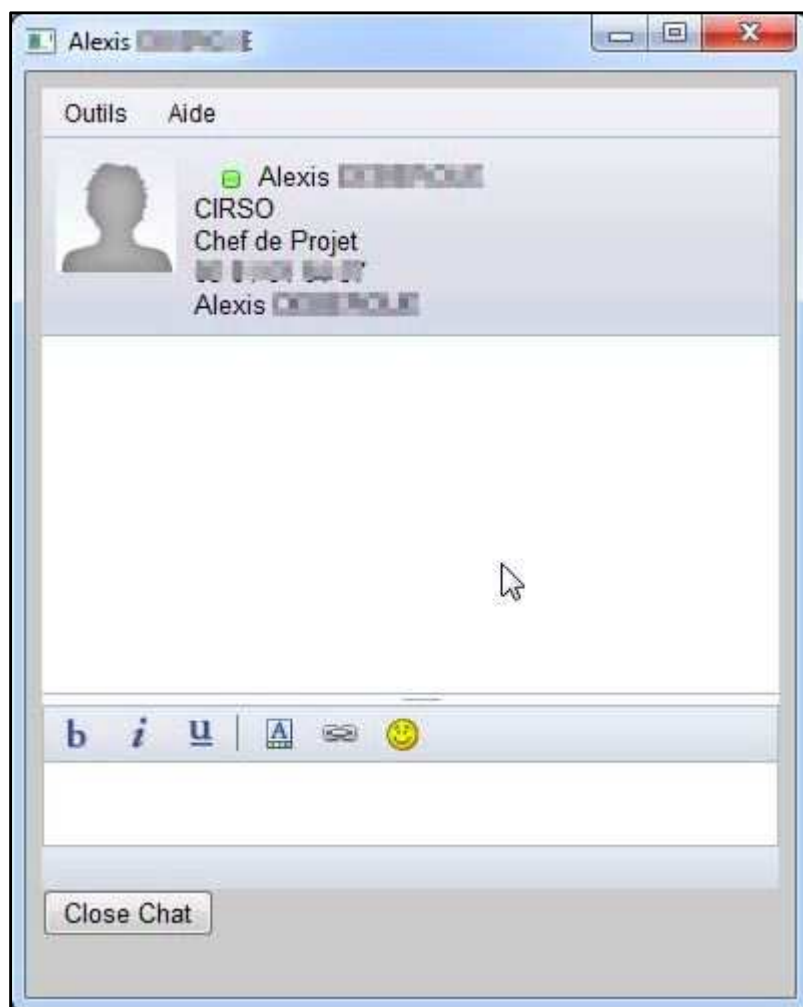 Alexis
Outils Aide
Alexis
CIRSO
Chef de Projet
Alexis
b i u A
Close Chat